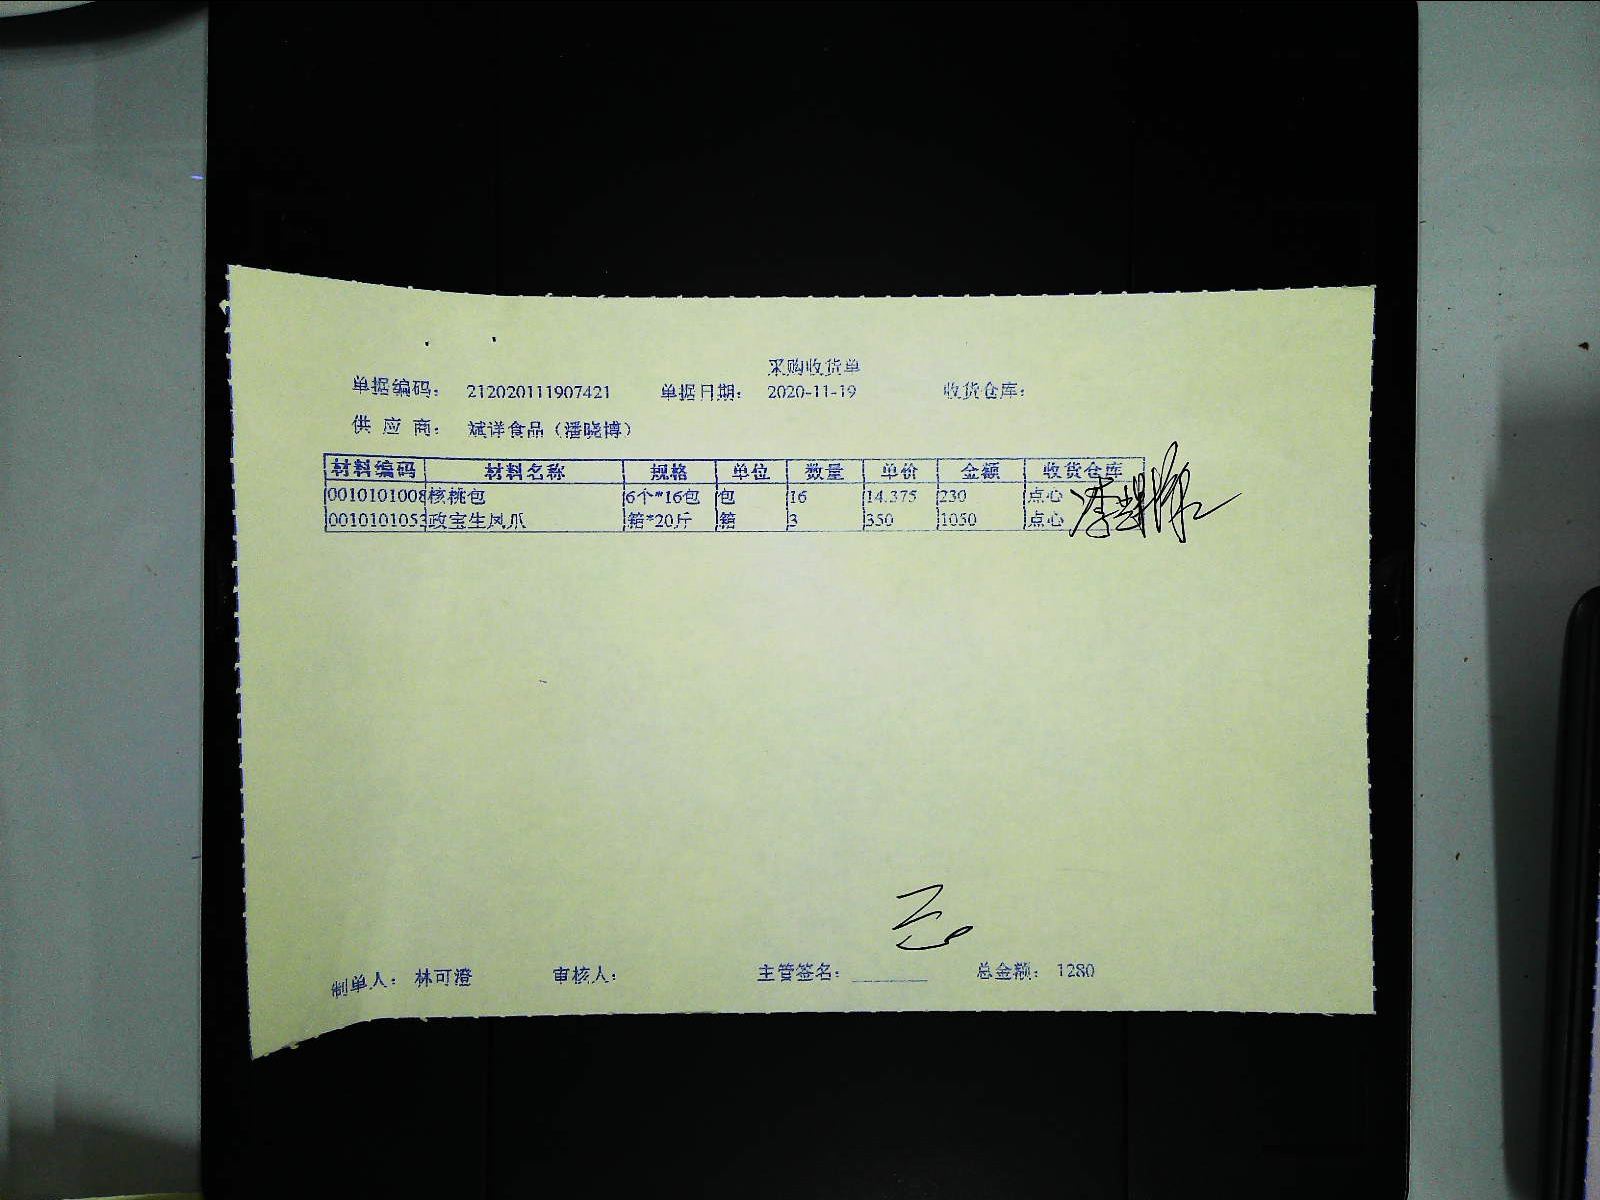 采购收货单
单据编码： 212020111907421 单据日期： 2020-11-19 收货仓库：
供 应 商： 斌详食品（潘晓博）
材料编码 材料名称 规格 单位 数量 单价 金额 收货仓库
0010101008 核桃包 6个*16包 包 16 14.375 230 点心
0010101053 政宝生凤爪 箱*20斤 箱 3 350 1050 点心
制单人： 林可澄 审核人： 主管签名： 总金额： 1280